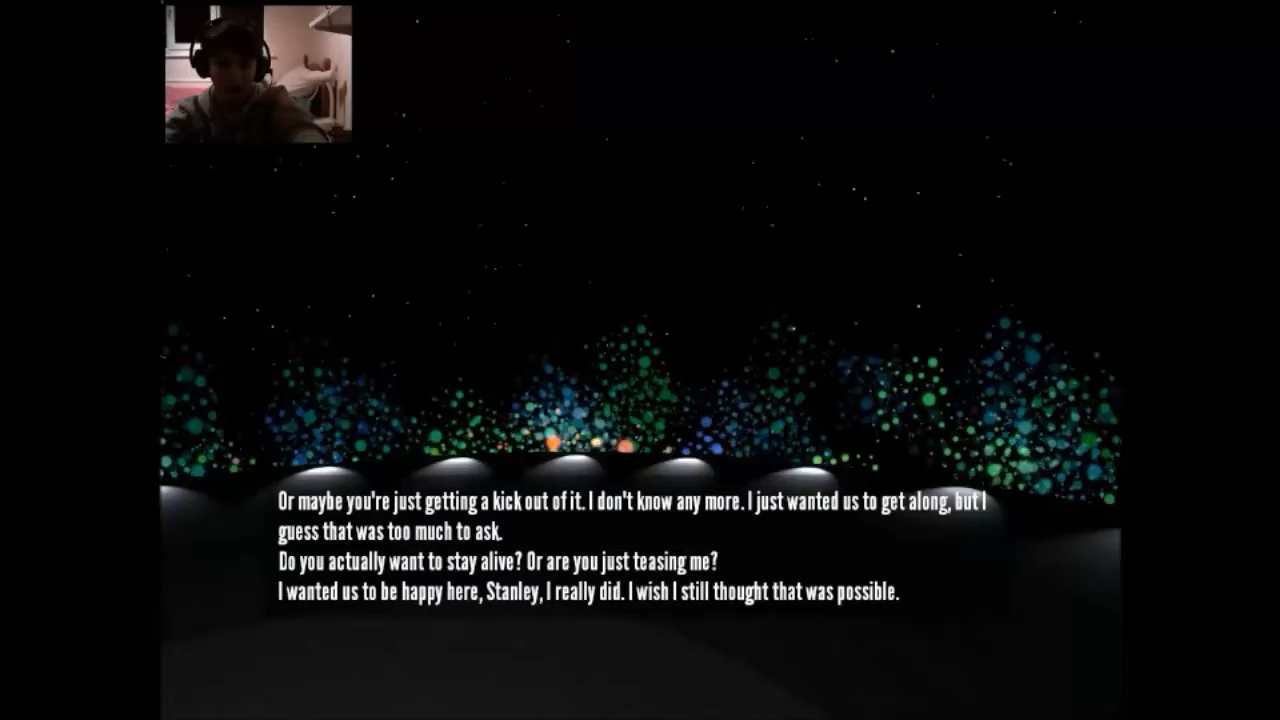 Or maybe you're just getting a kick out of it. I don't know any more. I just wanted us to get along, but I
guess that was too much to ask.
Do you actually want to stay alive? Or are you just teasing me?
I wanted us to be happy here, Stanley, I really did. I wish I still thought that was possible.